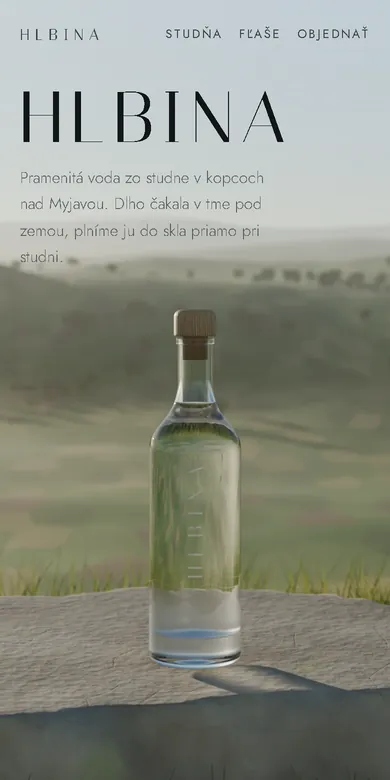 HLBINA
STUDŇA FĽAŠE OBJEDNAŤ
HLBINA
Pramenitá voda zo studne v kopcoch
nad Myjavou. Dlho čakala v tme pod
zemou, plníme ju do skla priamo pri
studni.
HLBINA